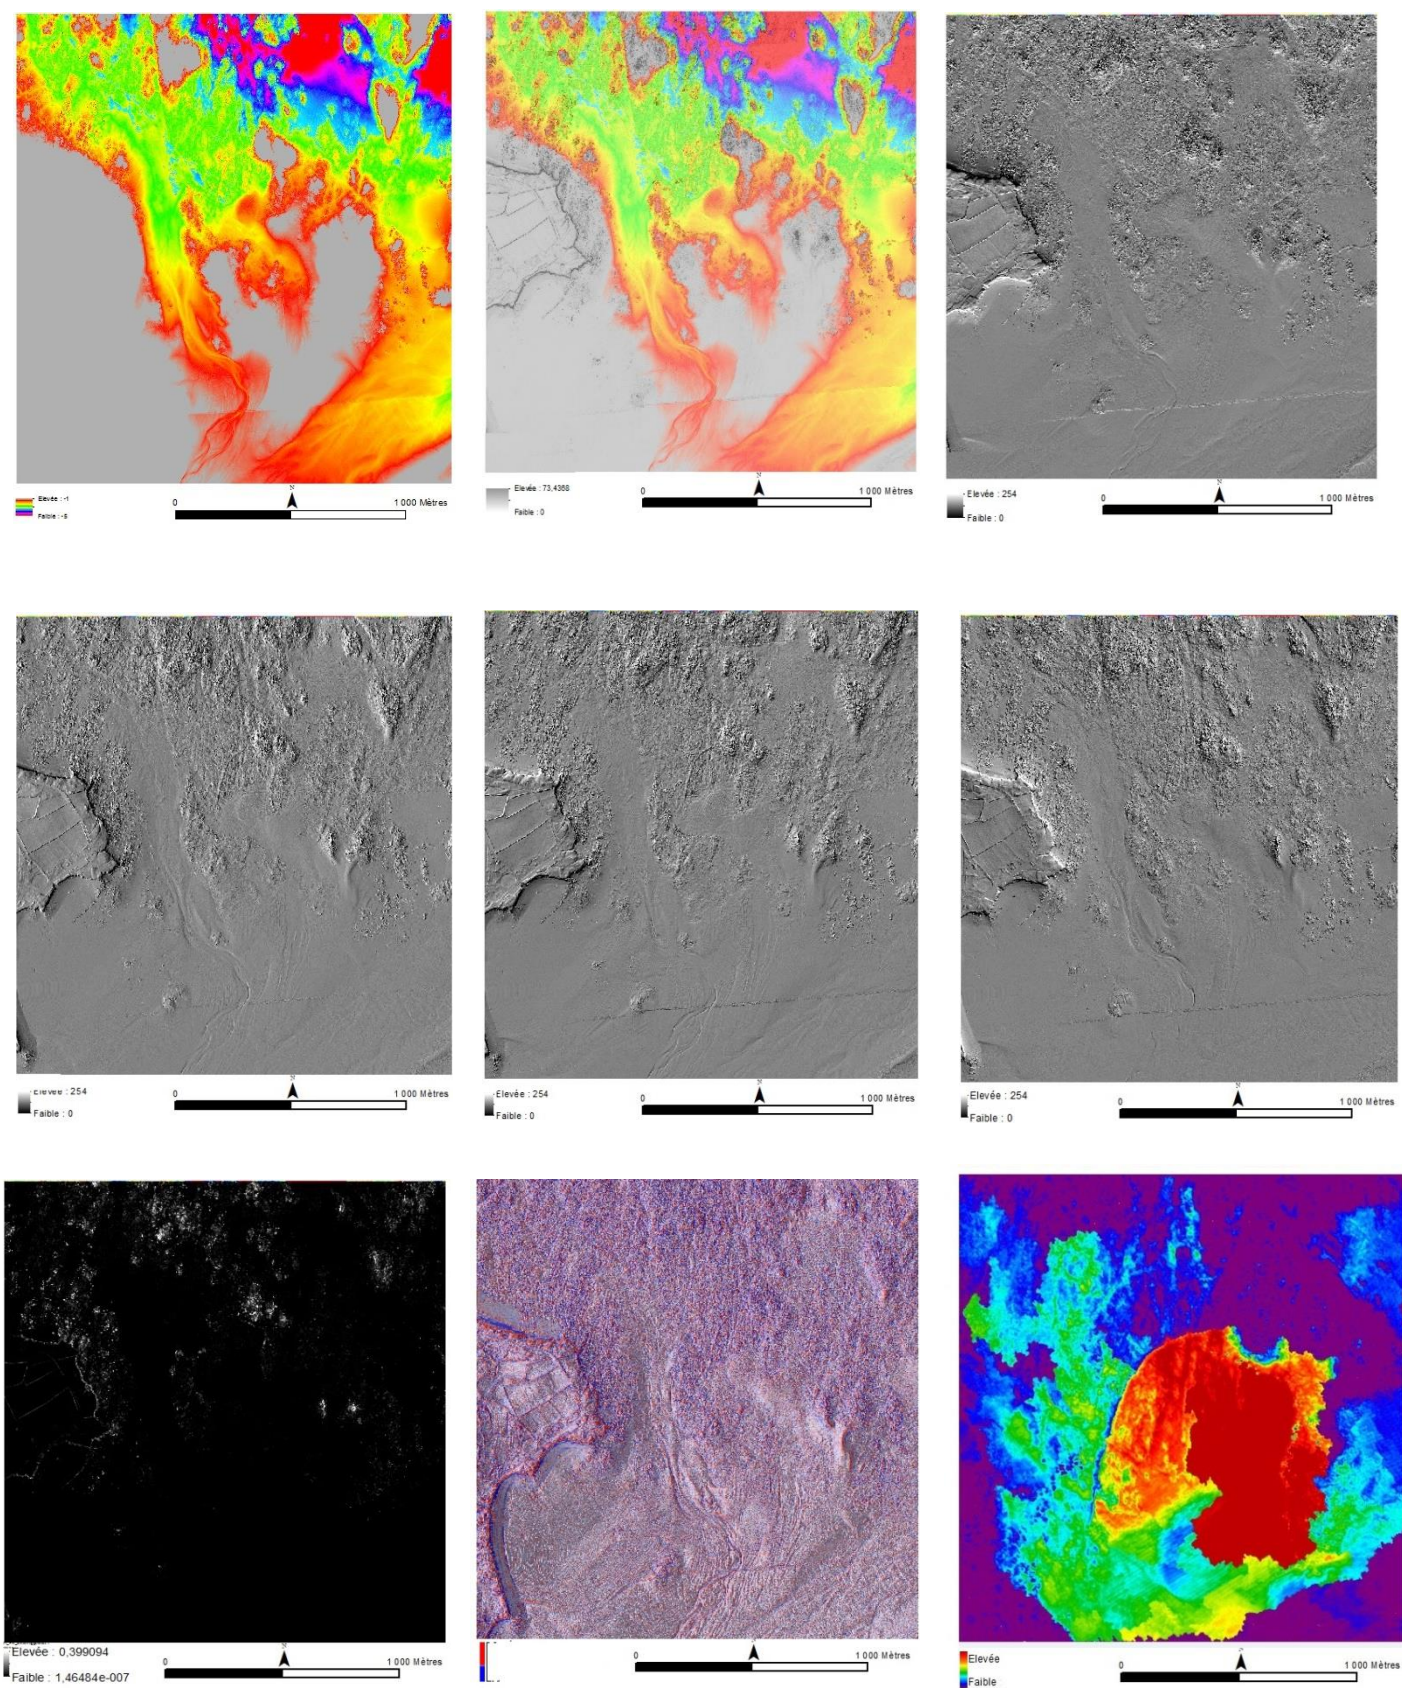 Elevée : -1
Faible : -5
0
1 000 Mètres
Elevée : 73,4368
Faible : 0
0
1 000 Mètres
Elevée : 254
Faible : 0
0
1 000 Mètres
Elevée : 254
Faible : 0
0
1 000 Mètres
Elevée : 254
Faible : 0
0
1 000 Mètres
Elevée : 254
Faible : 0
0
1 000 Mètres
Elevée : 0,399094
Faible : 1,46484e-007
0
1 000 Mètres
0
1 000 Mètres
Elevée
Faible
0
1 000 Mètres